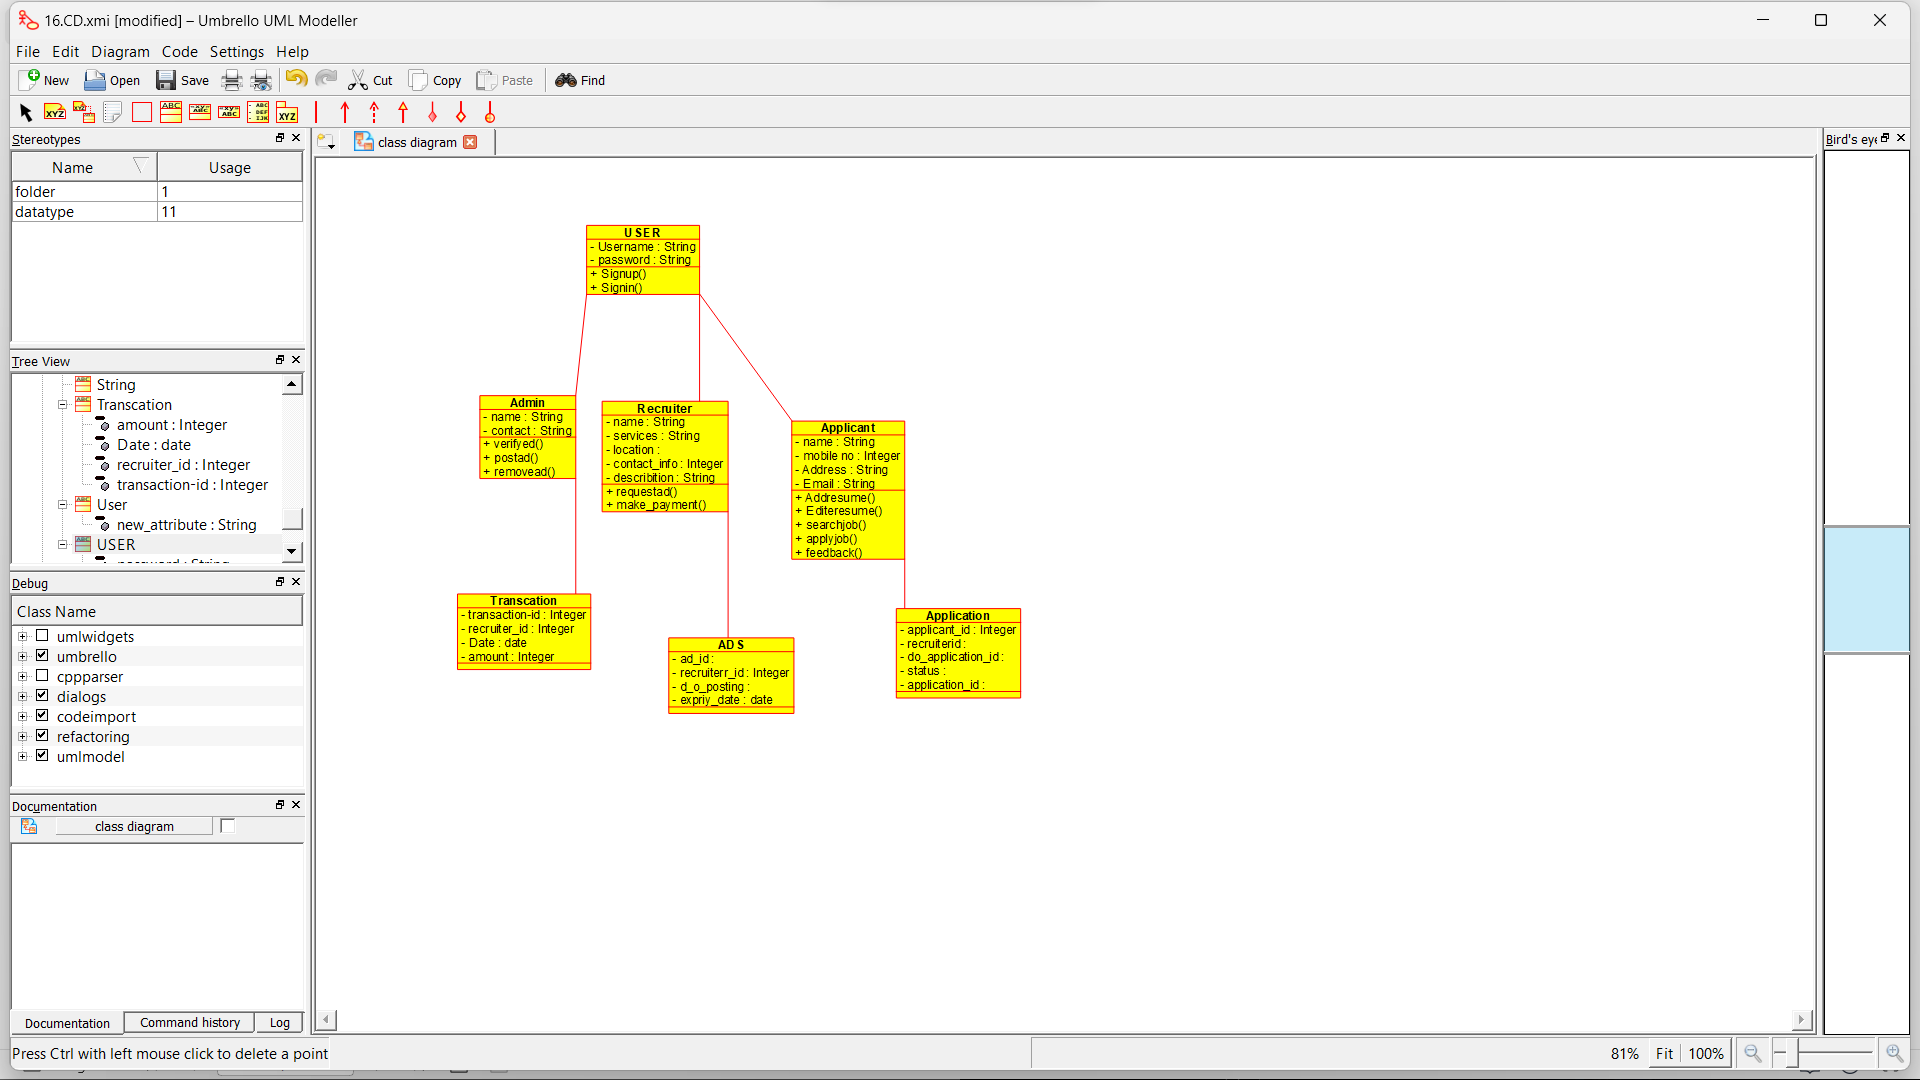 16.CD.xmi [modified] – Umbrello UML Modeller
File Edit Diagram Code Settings Help
New Open Save Cut Copy Paste Find
Stereotypes
Name Usage
folder 1
datatype 11
Tree View
String
Transcation
amount : Integer
Date : date
recruiter_id : Integer
transaction-id : Integer
User
new_attribute : String
USER
password : String
Debug
Class Name
umlwidgets
umbrello
cppparser
dialogs
codeimport
refactoring
umlmodel
Documentation
class diagram
Documentation Command history Log
Press Ctrl with left mouse click to delete a point
class diagram
USER
- Username : String
- password : String
+ Signup()
+ Signin()
Admin
- name : String
- contact : String
+ verifyed()
+ postad()
+ removead()
Recruiter
- name : String
- services : String
- location :
- contact_info : Integer
- describition : String
+ requestad()
+ make_payment()
Applicant
- name : String
- mobile no : Integer
- Address : String
- Email : String
+ Addresume()
+ Editeresume()
+ searchjob()
+ applyjob()
+ feedback()
Transcation
- transaction-id : Integer
- recruiter_id : Integer
- Date : date
- amount : Integer
ADS
- ad_id :
- recruiterr_id : Integer
- d_o_posting :
- expriy_date : date
Application
- applicant_id : Integer
- recruiterid :
- do_application_id :
- status :
- application_id :
Bird's eye
81% Fit 100%